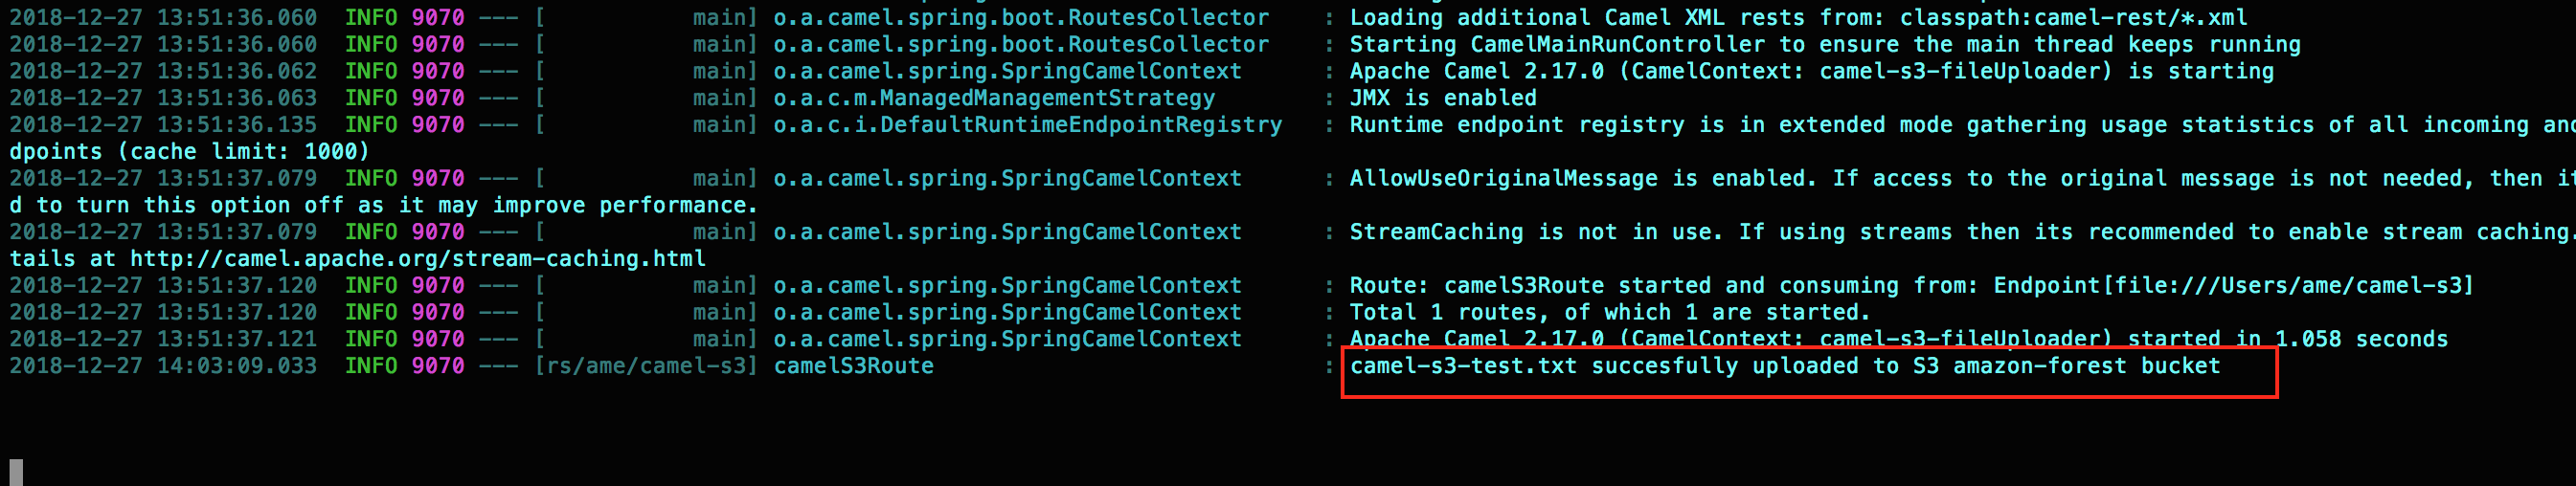 2018-12-27 13:51:36.060  INFO 9070 --- [           main] o.a.camel.spring.boot.RoutesCollector    : Loading additional Camel XML rests from: classpath:camel-rest/*.xml
2018-12-27 13:51:36.060  INFO 9070 --- [           main] o.a.camel.spring.boot.RoutesCollector    : Starting CamelMainRunController to ensure the main thread keeps running
2018-12-27 13:51:36.062  INFO 9070 --- [           main] o.a.camel.spring.SpringCamelContext      : Apache Camel 2.17.0 (CamelContext: camel-s3-fileUploader) is starting
2018-12-27 13:51:36.063  INFO 9070 --- [           main] o.a.c.m.ManagedManagementStrategy        : JMX is enabled
2018-12-27 13:51:36.135  INFO 9070 --- [           main] o.a.c.i.DefaultRuntimeEndpointRegistry   : Runtime endpoint registry is in extended mode gathering usage statistics of all incoming and
dpoints (cache limit: 1000)
2018-12-27 13:51:37.079  INFO 9070 --- [           main] o.a.camel.spring.SpringCamelContext      : AllowUseOriginalMessage is enabled. If access to the original message is not needed, then it
d to turn this option off as it may improve performance.
2018-12-27 13:51:37.079  INFO 9070 --- [           main] o.a.camel.spring.SpringCamelContext      : StreamCaching is not in use. If using streams then its recommended to enable stream caching.
tails at http://camel.apache.org/stream-caching.html
2018-12-27 13:51:37.120  INFO 9070 --- [           main] o.a.camel.spring.SpringCamelContext      : Route: camelS3Route started and consuming from: Endpoint[file:///Users/ame/camel-s3]
2018-12-27 13:51:37.120  INFO 9070 --- [           main] o.a.camel.spring.SpringCamelContext      : Total 1 routes, of which 1 are started.
2018-12-27 13:51:37.121  INFO 9070 --- [           main] o.a.camel.spring.SpringCamelContext      : Apache Camel 2.17.0 (CamelContext: camel-s3-fileUploader) started in 1.058 seconds
2018-12-27 14:03:09.033  INFO 9070 --- [rs/ame/camel-s3] camelS3Route                             : camel-s3-test.txt succesfully uploaded to S3 amazon-forest bucket